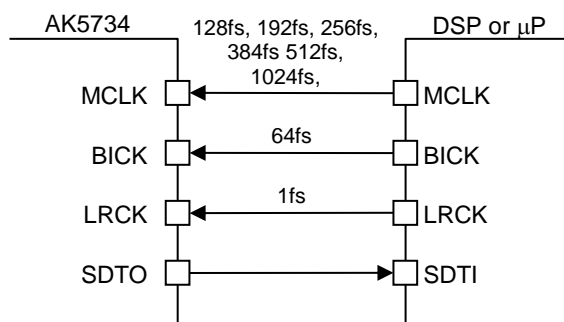 AK5734
128fs, 192fs, 256fs,
384fs 512fs,
1024fs,
DSP or μP
MCLK
MCLK
BICK
64fs
BICK
LRCK
1fs
LRCK
SDTO
SDTI